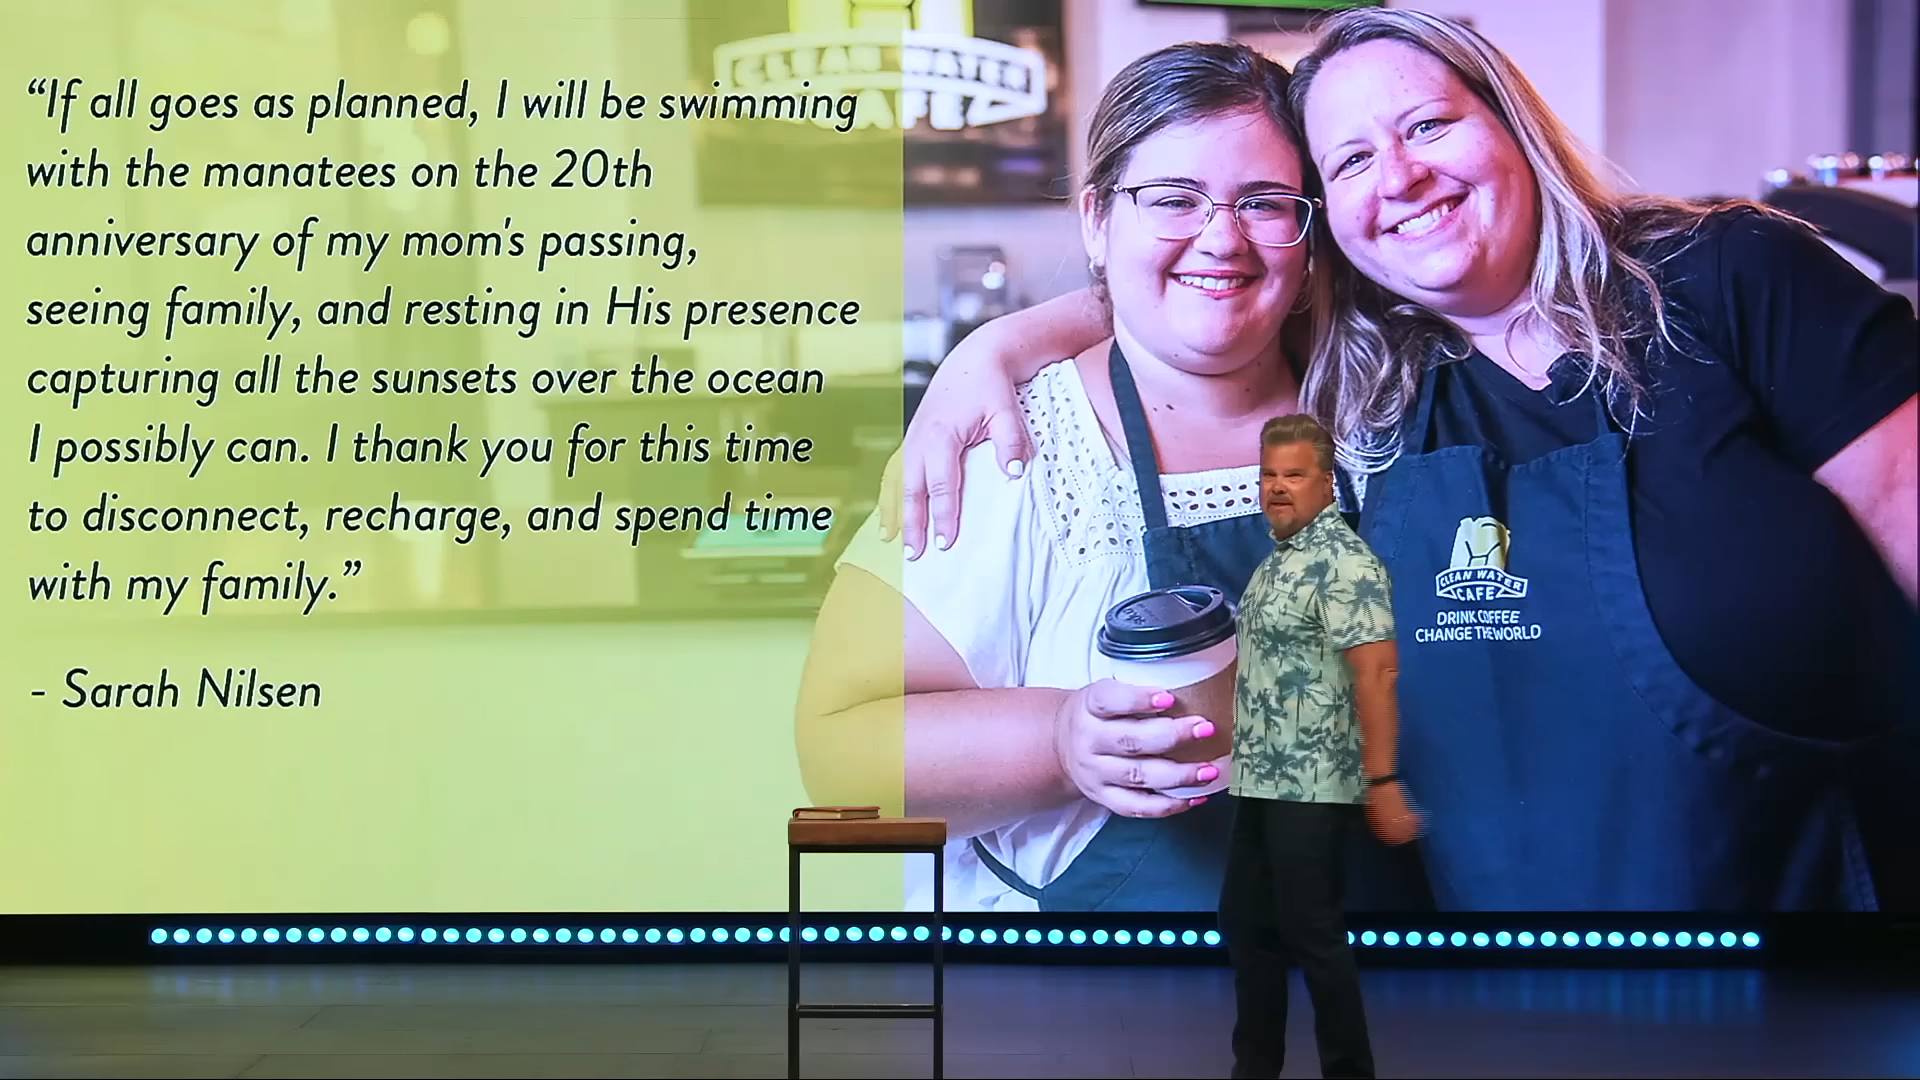 CLEAN WATER
CAFE
“If all goes as planned, I will be swimming
with the manatees on the 20th
anniversary of my mom's passing,
seeing family, and resting in His presence
capturing all the sunsets over the ocean
I possibly can. I thank you for this time
to disconnect, recharge, and spend time
with my family.”
- Sarah Nilsen
CLEAN WATER
CAFE
DRINK COFFEE
CHANGE THE WORLD